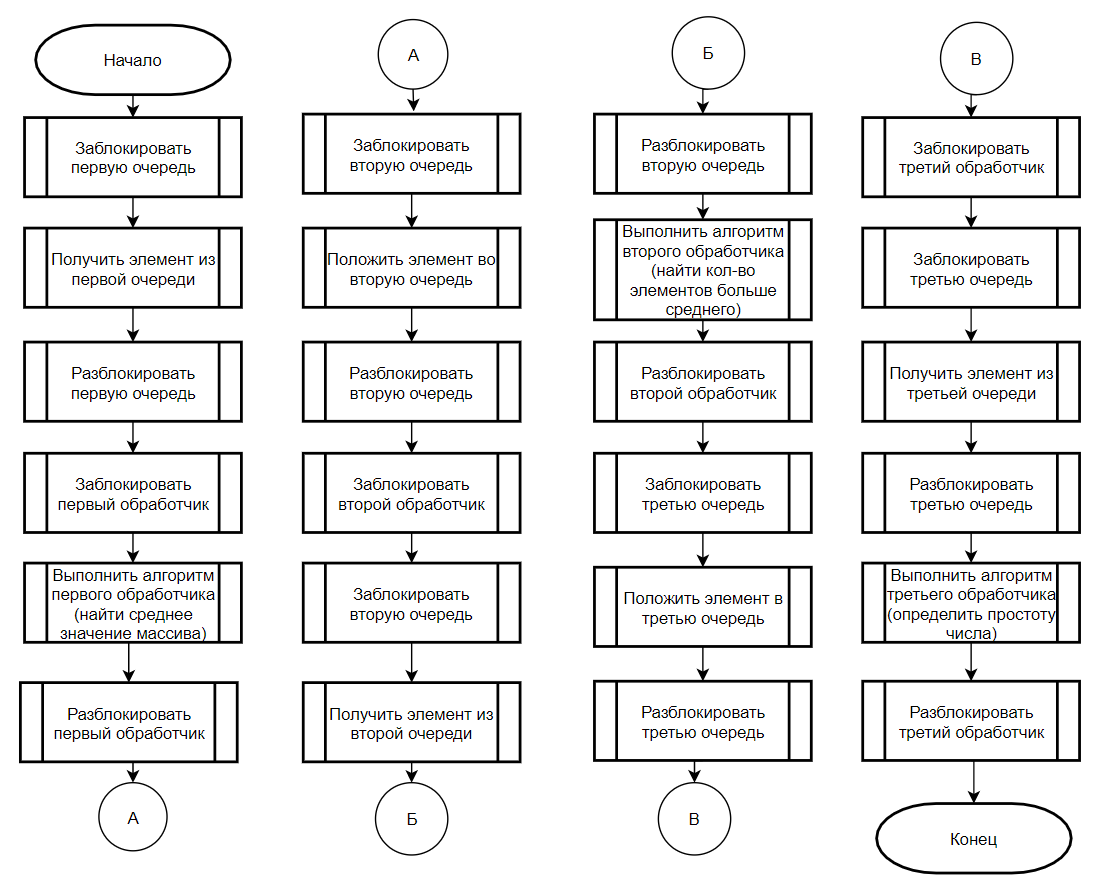 Начало
Заблокировать
первую очередь
Получить элемент из
первой очереди
Разблокировать
первую очередь
Заблокировать
первый обработчик
Выполнить алгоритм
первого обработчика
(найти среднее
значение массива)
Разблокировать
первый обработчик
А
А
Заблокировать
вторую очередь
Положить элемент во
вторую очередь
Разблокировать
вторую очередь
Заблокировать
второй обработчик
Заблокировать
вторую очередь
Получить элемент из
второй очереди
Б
Б
Разблокировать
вторую очередь
Выполнить алгоритм
второго обработчика
(найти кол-во
элементов больше
среднего)
Разблокировать
второй обработчик
Заблокировать
третью очередь
Положить элемент в
третью очередь
Разблокировать
третью очередь
В
В
Заблокировать
третий обработчик
Заблокировать
третью очередь
Получить элемент из
третьей очереди
Разблокировать
третью очередь
Выполнить алгоритм
третьего обработчика
(определить простоту
числа)
Разблокировать
третий обработчик
Конец